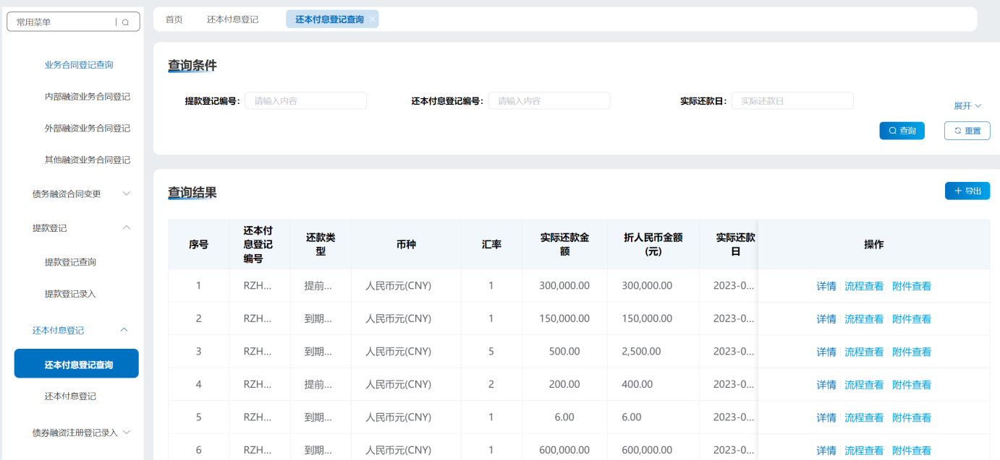 常用菜单
业务合同登记查询
内部融资业务合同登记
外部融资业务合同登记
其他融资业务合同登记
债务融资合同变更
提款登记
提款登记查询
提款登记录入
还本付息登记
还本付息登记查询
还本付息登记
债券融资注册登记录入
首页 还本付息登记 还本付息登记查询 ×
查询条件
提款登记编号: 请输入内容 还本付息登记编号: 请输入内容 实际还款日: 实际还款日
展开
查询 重置
查询结果
+ 导出
序号 还本付息登记编号 还款类型 币种 汇率 实际还款金额 折人民币金额(元) 实际还款日 操作
1 RZH... 提前... 人民币元(CNY) 1 300,000.00 300,000.00 2023-0... 详情 流程查看 附件查看
2 RZH... 到期... 人民币元(CNY) 1 150,000.00 150,000.00 2023-0... 详情 流程查看 附件查看
3 RZH... 到期... 人民币元(CNY) 5 500.00 2,500.00 2023-0... 详情 流程查看 附件查看
4 RZH... 提前... 人民币元(CNY) 2 200.00 400.00 2023-0... 详情 流程查看 附件查看
5 RZH... 到期... 人民币元(CNY) 1 6.00 6.00 2023-0... 详情 流程查看 附件查看
6 RZH... 到期... 人民币元(CNY) 1 600,000.00 600,000.00 2023-0... 详情 流程查看 附件查看